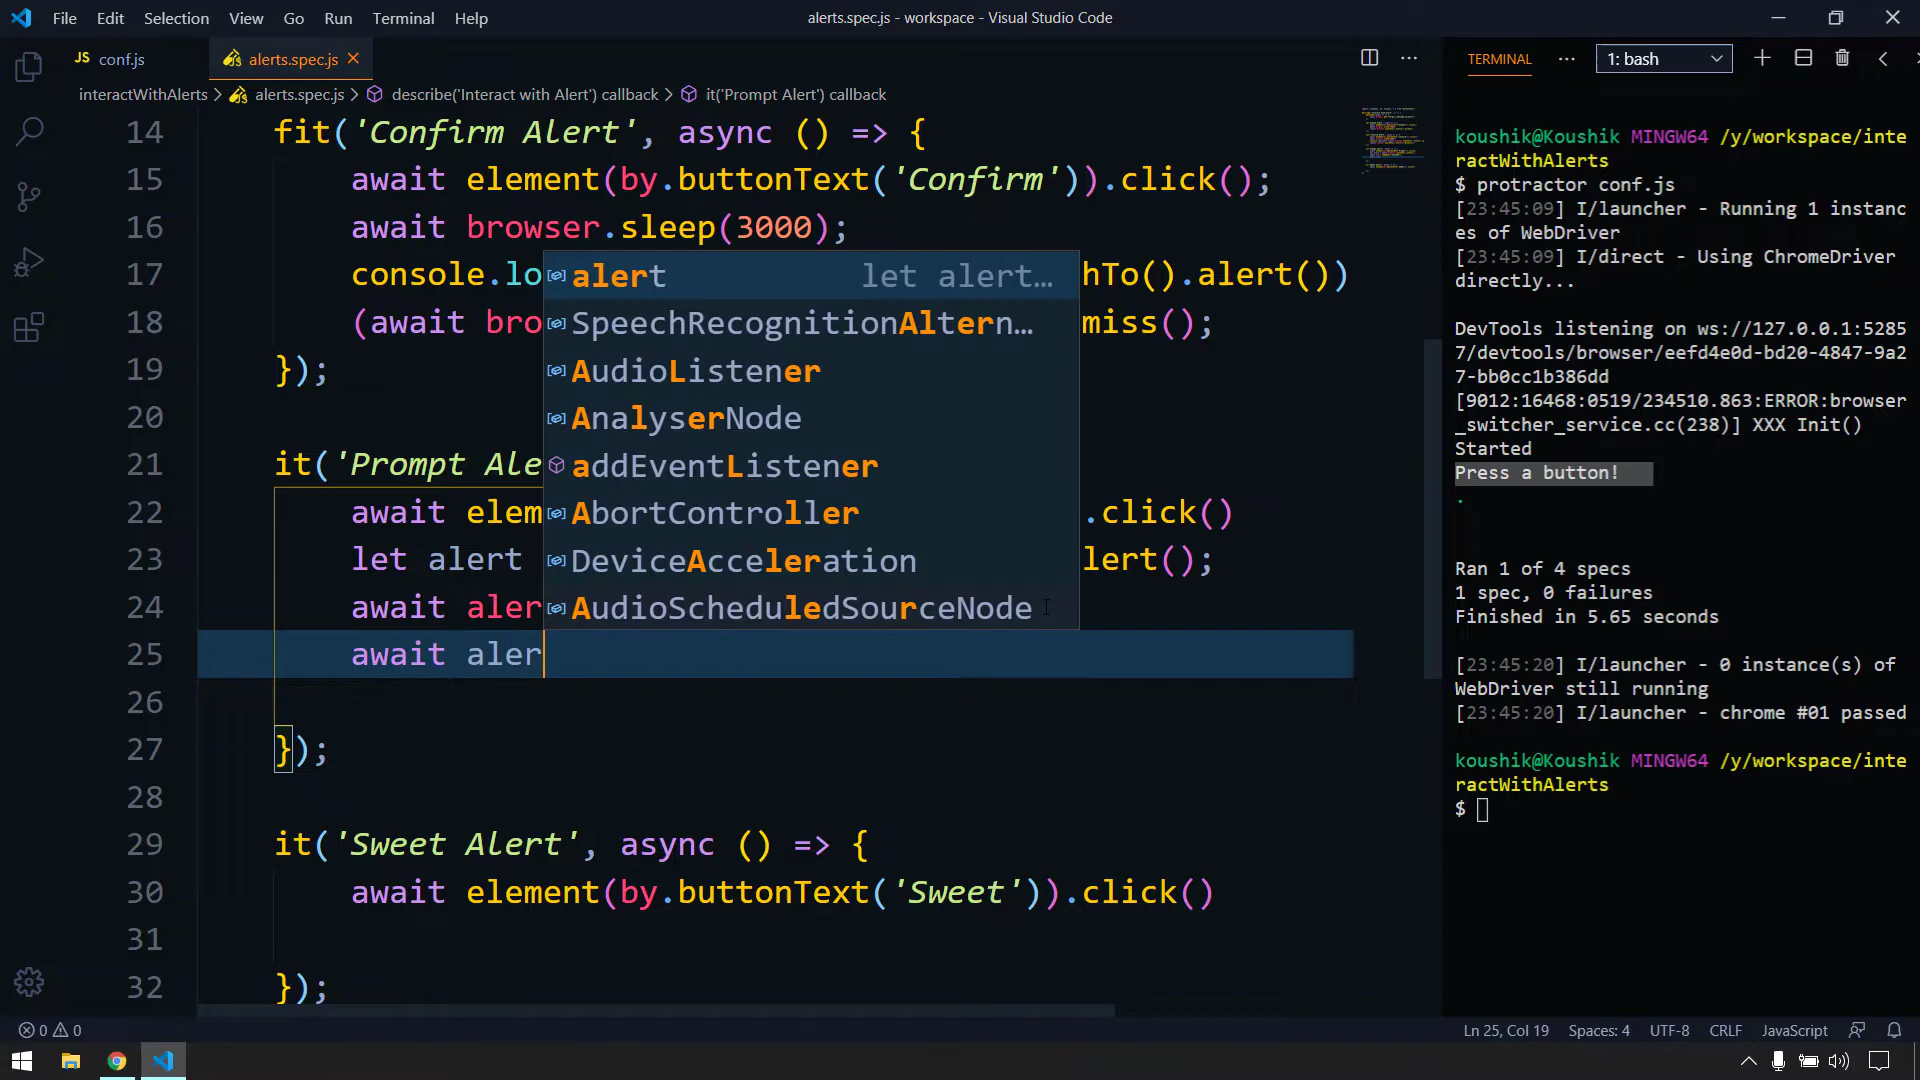 File Edit Selection View Go Run Terminal Help
alerts.spec.js - workspace - Visual Studio Code
JS conf.js
alerts.spec.js
TERMINAL
1: bash
interactWithAlerts > alerts.spec.js > describe('Interact with Alert') callback > it('Prompt Alert') callback
14 fit('Confirm Alert', async () => {
15 await element(by.buttonText('Confirm')).click();
16 await browser.sleep(3000);
17 console.lo hTo().alert())
18 (await bro miss();
19 });
20
21 it('Prompt Ale
22 await elem .click()
23 let alert lert();
24 await aler
25 await aler
26
27 });
28
29 it('Sweet Alert', async () => {
30 await element(by.buttonText('Sweet')).click()
31
32 });
alert let alert…
SpeechRecognitionAltern…
AudioListener
AnalyserNode
addEventListener
AbortController
DeviceAcceleration
AudioScheduledSourceNode
koushik@Koushik MINGW64 /y/workspace/inte
ractWithAlerts
$ protractor conf.js
[23:45:09] I/launcher - Running 1 instanc
es of WebDriver
[23:45:09] I/direct - Using ChromeDriver
directly...
DevTools listening on ws://127.0.0.1:5285
7/devtools/browser/eefd4e0d-bd20-4847-9a2
7-bb0cc1b386dd
[9012:16468:0519/234510.863:ERROR:browser
_switcher_service.cc(238)] XXX Init()
Started
Press a button!
.
Ran 1 of 4 specs
1 spec, 0 failures
Finished in 5.65 seconds
[23:45:20] I/launcher - 0 instance(s) of
WebDriver still running
[23:45:20] I/launcher - chrome #01 passed
koushik@Koushik MINGW64 /y/workspace/inte
ractWithAlerts
$
0 0
Ln 25, Col 19 Spaces: 4 UTF-8 CRLF JavaScript